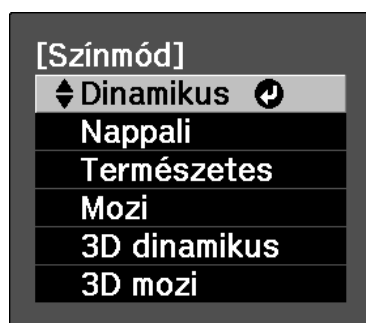 [Színmód]
Dinamikus
Nappali
Természetes
Mozi
3D dinamikus
3D mozi